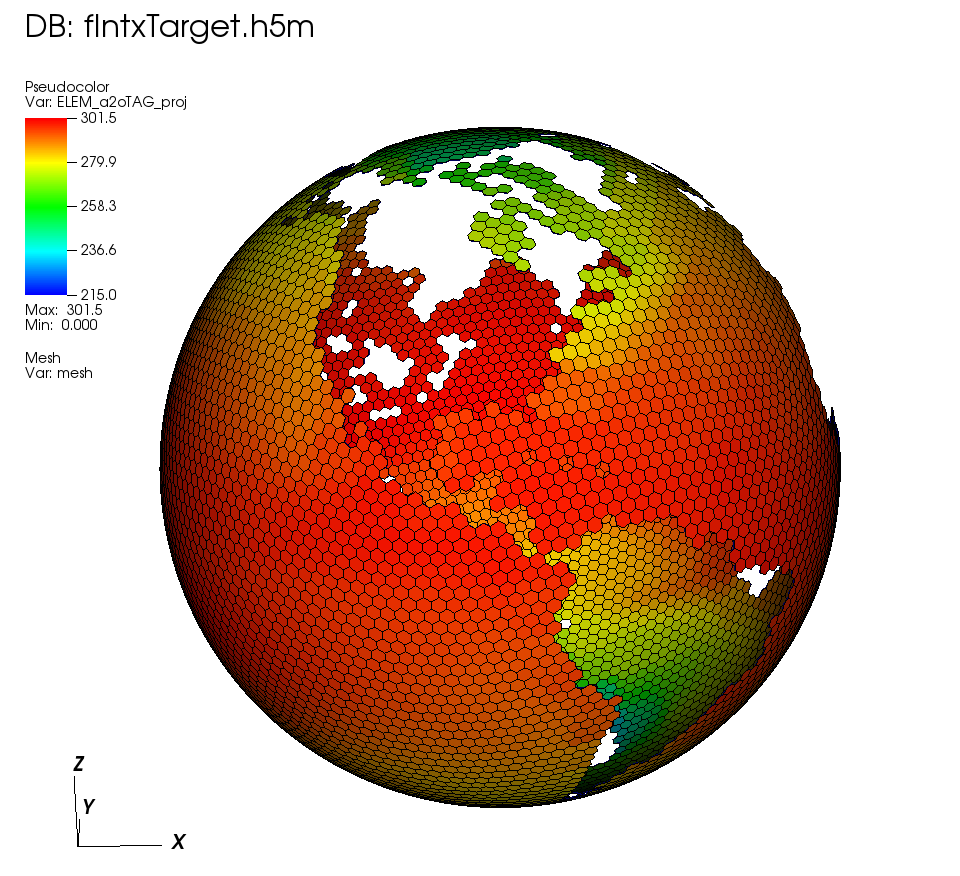 DB: fIntxTarget.h5m
Pseudocolor
Var: ELEM_a2oTAG_proj
301.5
279.9
258.3
236.6
215.0
Max: 301.5
Min: 0.000
Mesh
Var: mesh
Z
Y
X